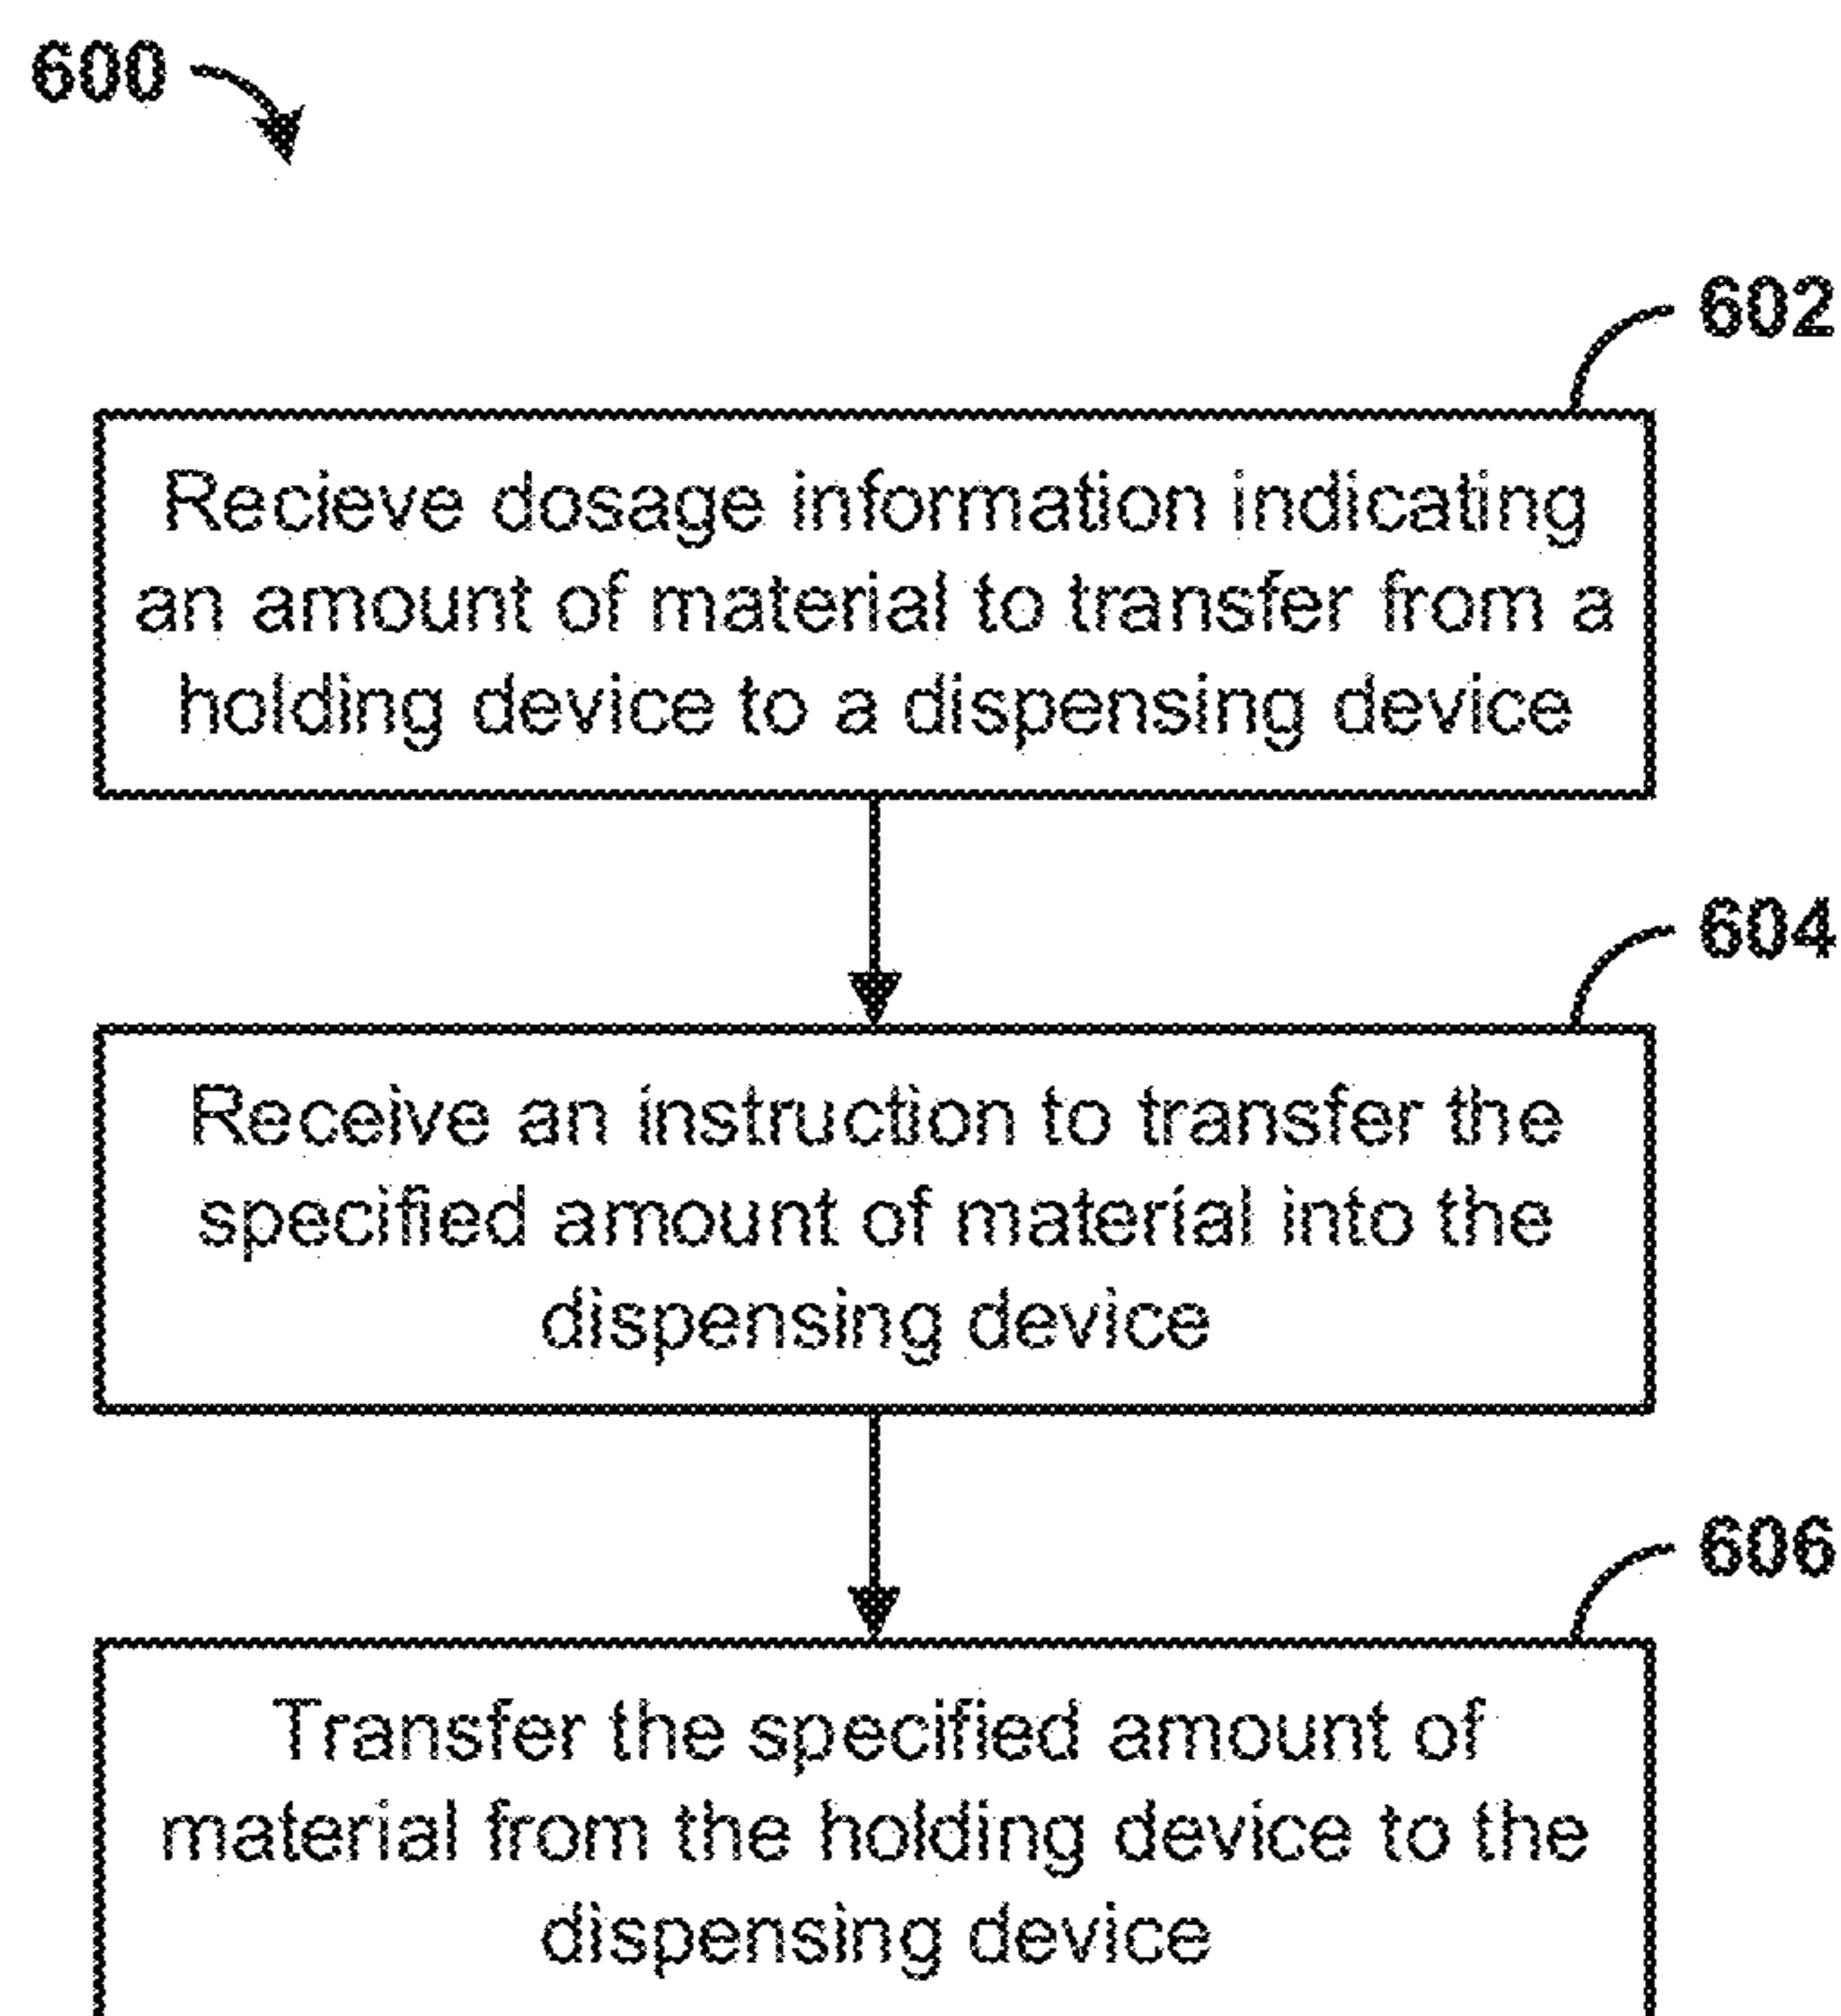 600
602
Recieve dosage information indicating
an amount of material to transfer from a
holding device to a dispensing device
604
Receive an instruction to transfer the
specified amount of material into the
dispensing device
606
Transfer the specified amount of
material from the holding device to the
dispensing device